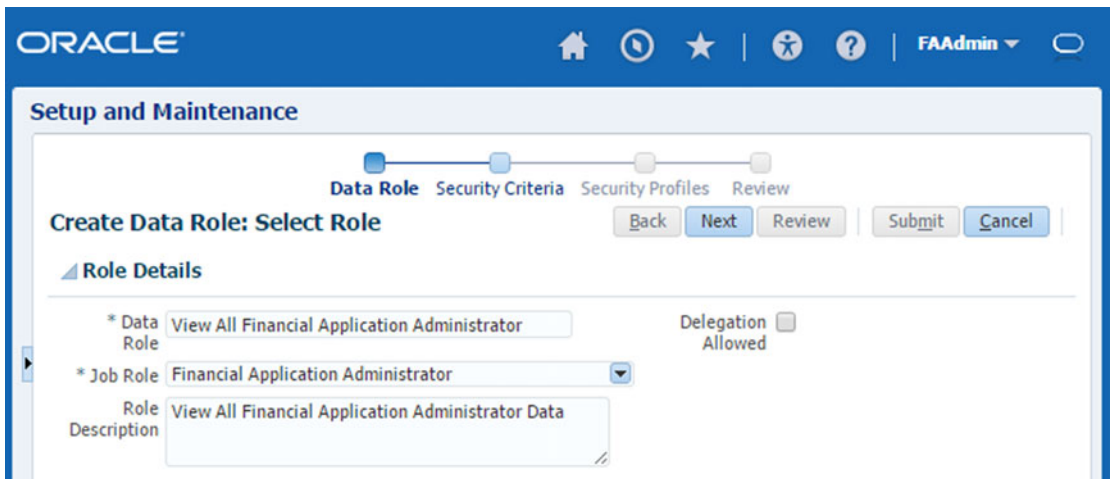 ORACLE
FAAdmin
Setup and Maintenance
Data Role Security Criteria Security Profiles Review
Create Data Role: Select Role Back Next Review Submit Cancel
Role Details
* Data Role View All Financial Application Administrator Delegation Allowed
* Job Role Financial Application Administrator
Role Description View All Financial Application Administrator Data